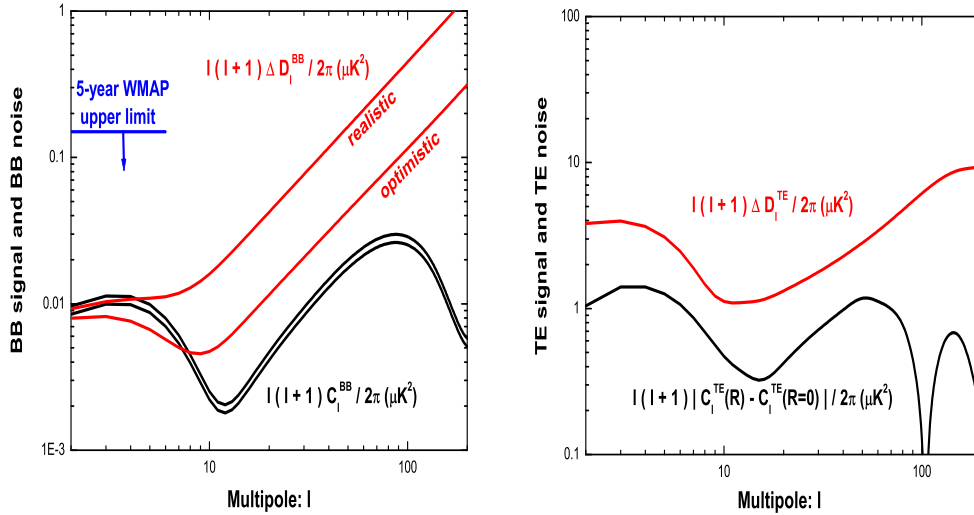 BB signal and BB noise
1
0.1
0.01
1E-3
l ( l + 1 ) Δ D_l^BB / 2π (μK²)
5-year WMAP
upper limit
realistic
optimistic
l ( l + 1 ) C_l^BB / 2π (μK²)
10
100
Multipole: l
TE signal and TE noise
100
10
1
0.1
l ( l + 1 ) Δ D_l^TE / 2π (μK²)
l ( l + 1 ) | C_l^TE(R) - C_l^TE(R=0) | / 2π (μK²)
10
100
Multipole: l